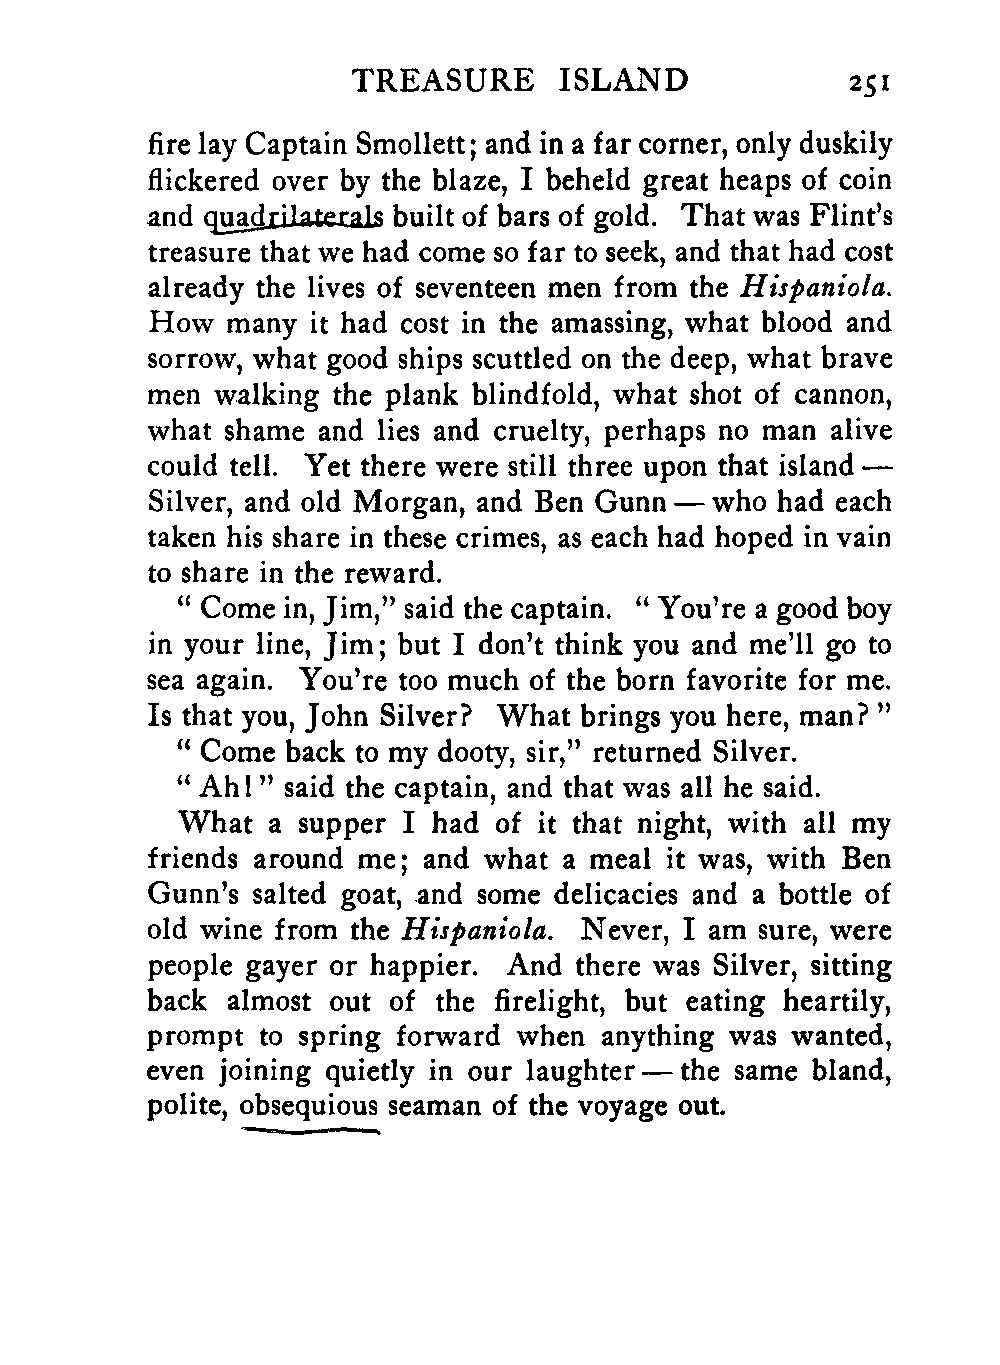 TREASURE ISLAND 251
fire lay Captain Smollett; and in a far corner, only duskily
flickered over by the blaze, I beheld great heaps of coin
and quadrilaterals built of bars of gold. That was Flint's
treasure that we had come so far to seek, and that had cost
already the lives of seventeen men from the Hispaniola.
How many it had cost in the amassing, what blood and
sorrow, what good ships scuttled on the deep, what brave
men walking the plank blindfold, what shot of cannon,
what shame and lies and cruelty, perhaps no man alive
could tell. Yet there were still three upon that island —
Silver, and old Morgan, and Ben Gunn — who had each
taken his share in these crimes, as each had hoped in vain
to share in the reward.
“ Come in, Jim,” said the captain. “ You're a good boy
in your line, Jim; but I don't think you and me'll go to
sea again. You're too much of the born favorite for me.
Is that you, John Silver? What brings you here, man? ”
“ Come back to my dooty, sir,” returned Silver.
“ Ah! ” said the captain, and that was all he said.
What a supper I had of it that night, with all my
friends around me; and what a meal it was, with Ben
Gunn's salted goat, and some delicacies and a bottle of
old wine from the Hispaniola. Never, I am sure, were
people gayer or happier. And there was Silver, sitting
back almost out of the firelight, but eating heartily,
prompt to spring forward when anything was wanted,
even joining quietly in our laughter — the same bland,
polite, obsequious seaman of the voyage out.